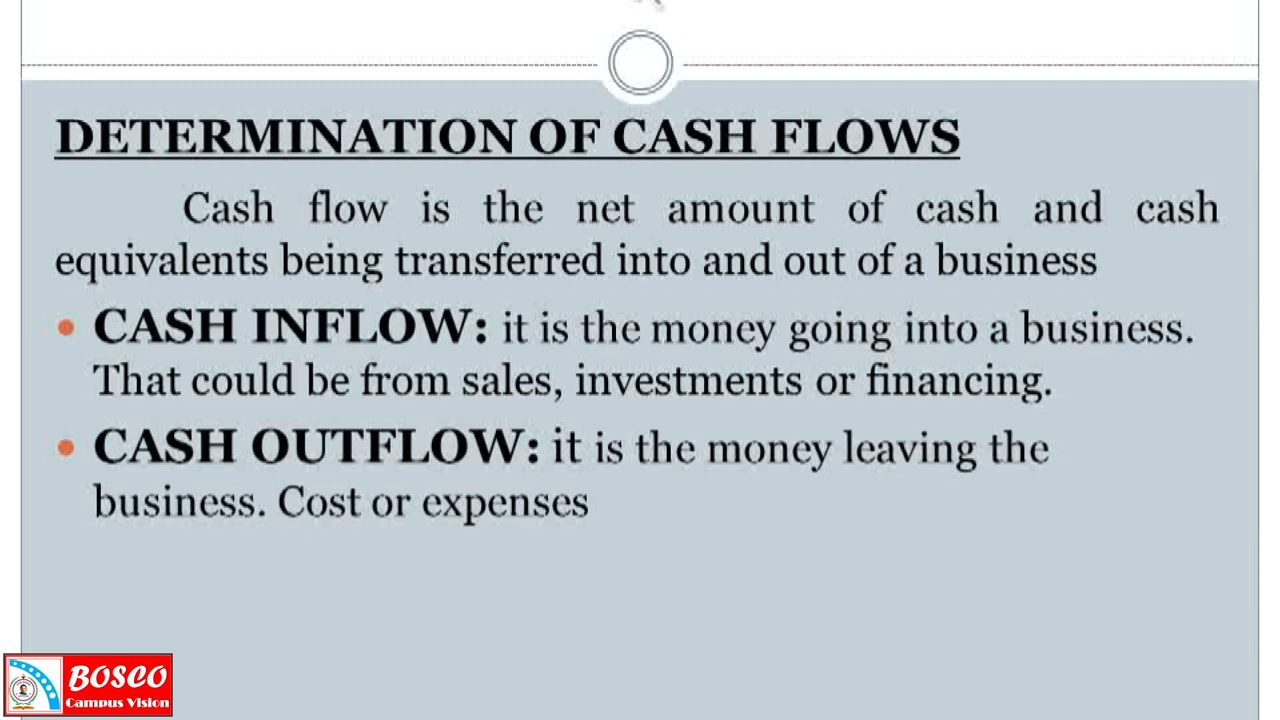 DETERMINATION OF CASH FLOWS
Cash flow is the net amount of cash and cash
equivalents being transferred into and out of a business
• CASH INFLOW: it is the money going into a business.
That could be from sales, investments or financing.
• CASH OUTFLOW: it is the money leaving the
business. Cost or expenses
BOSCO
Campus Vision